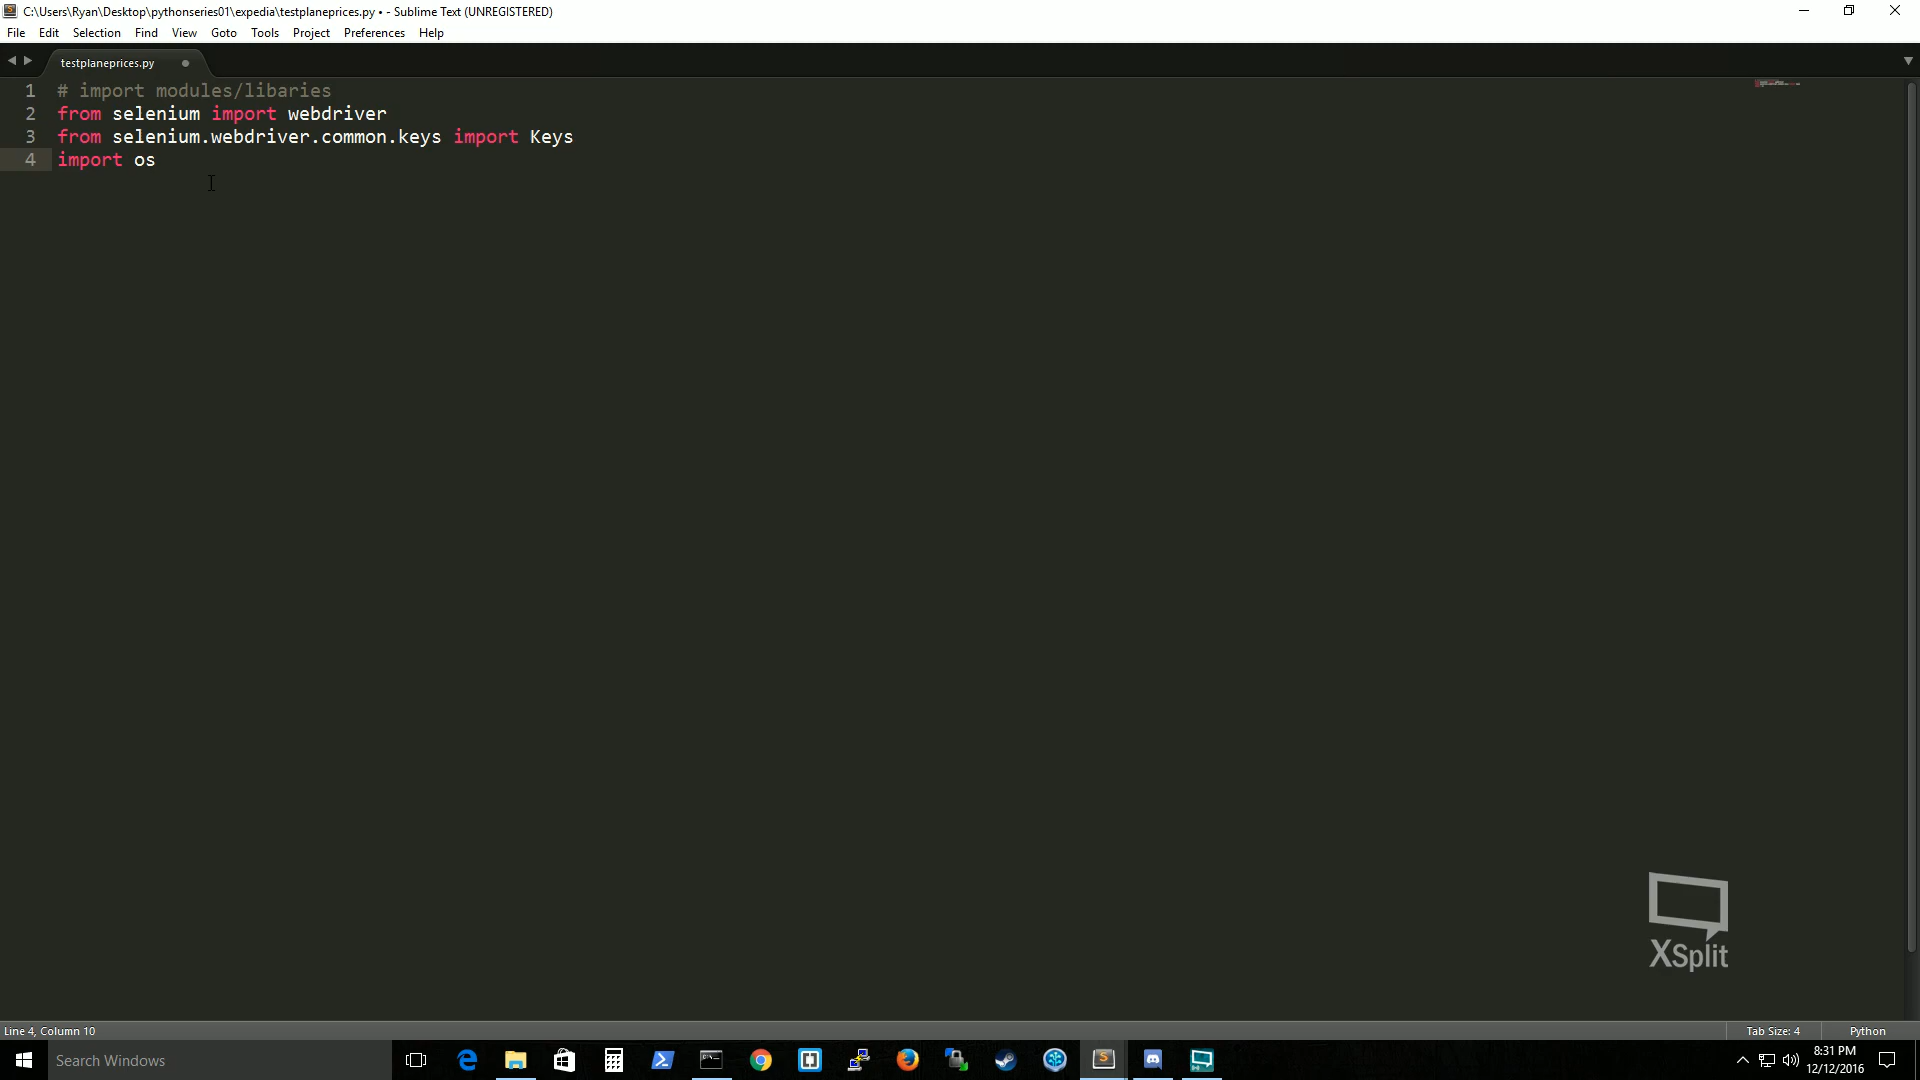 C:\Users\Ryan\Desktop\pythonseries01\expedia\testplaneprices.py • - Sublime Text (UNREGISTERED)
File Edit Selection Find View Goto Tools Project Preferences Help
testplaneprices.py
1 # import modules/libaries
2 from selenium import webdriver
3 from selenium.webdriver.common.keys import Keys
4 import os
XSplit
Line 4, Column 10
Tab Size: 4
Python
Search Windows
8:31 PM
12/12/2016